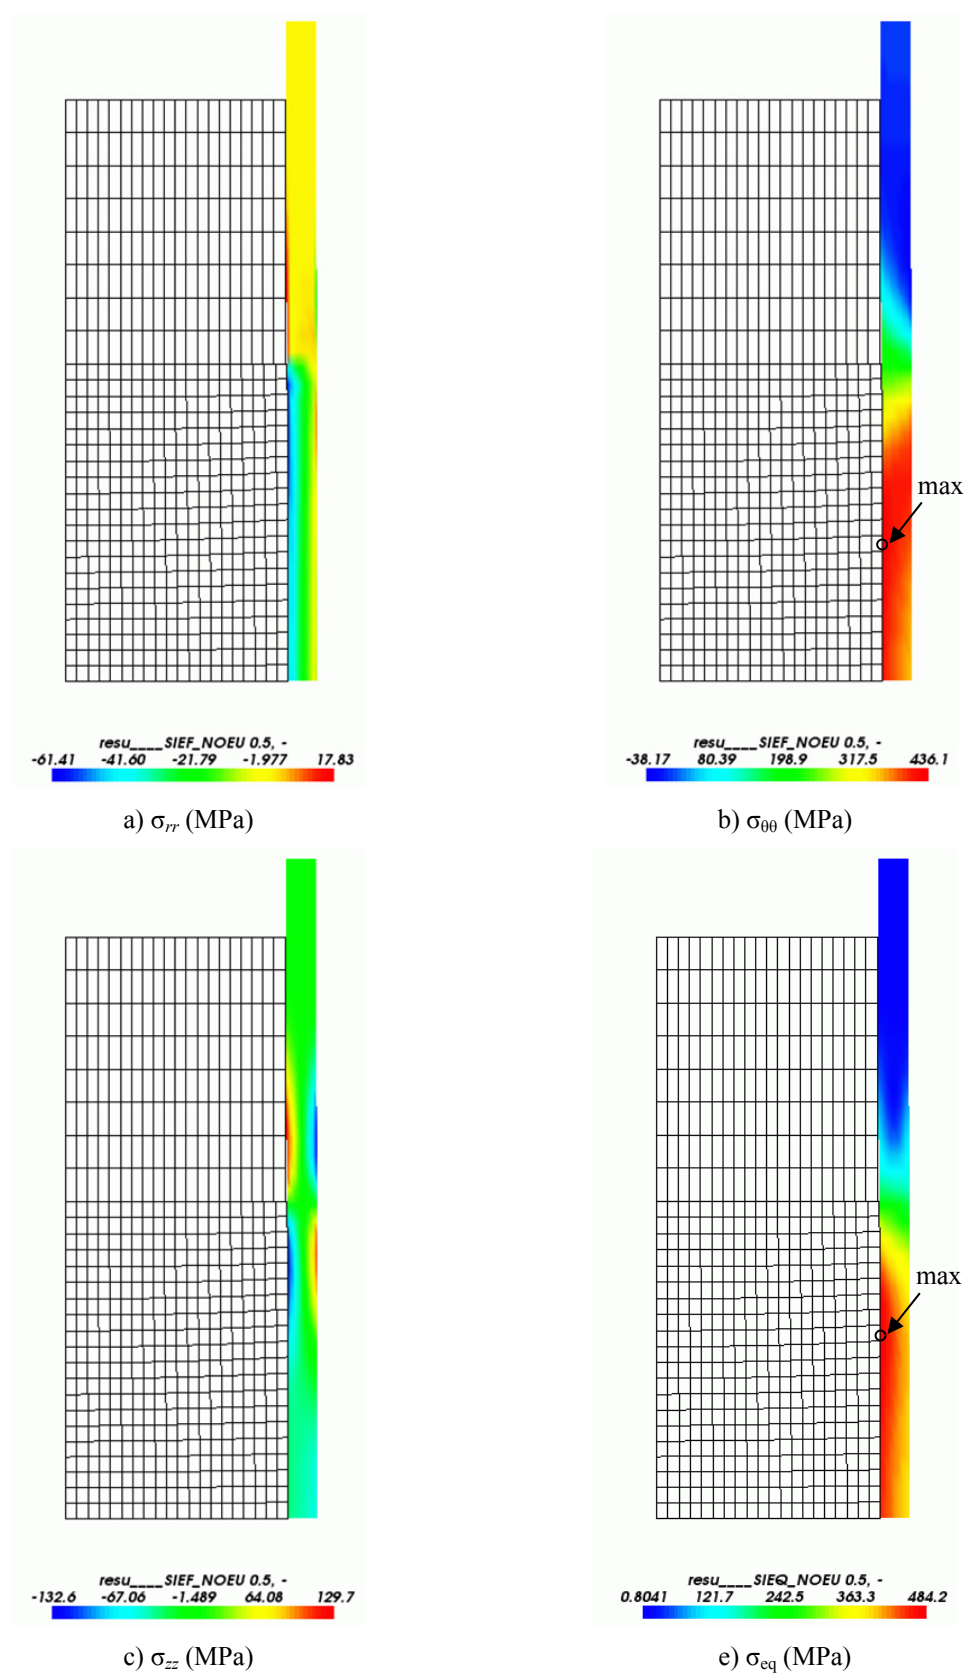 max
resu____SIEF_NOEU 0.5, -
-61.41 -41.60 -21.79 -1.977 17.83
a) σrr (MPa)
resu____SIEF_NOEU 0.5, -
-38.17 80.39 198.9 317.5 436.1
b) σθθ (MPa)
max
resu____SIEF_NOEU 0.5, -
-132.6 -67.06 -1.489 64.08 129.7
c) σzz (MPa)
resu____SIEQ_NOEU 0.5, -
0.8041 121.7 242.5 363.3 484.2
e) σeq (MPa)